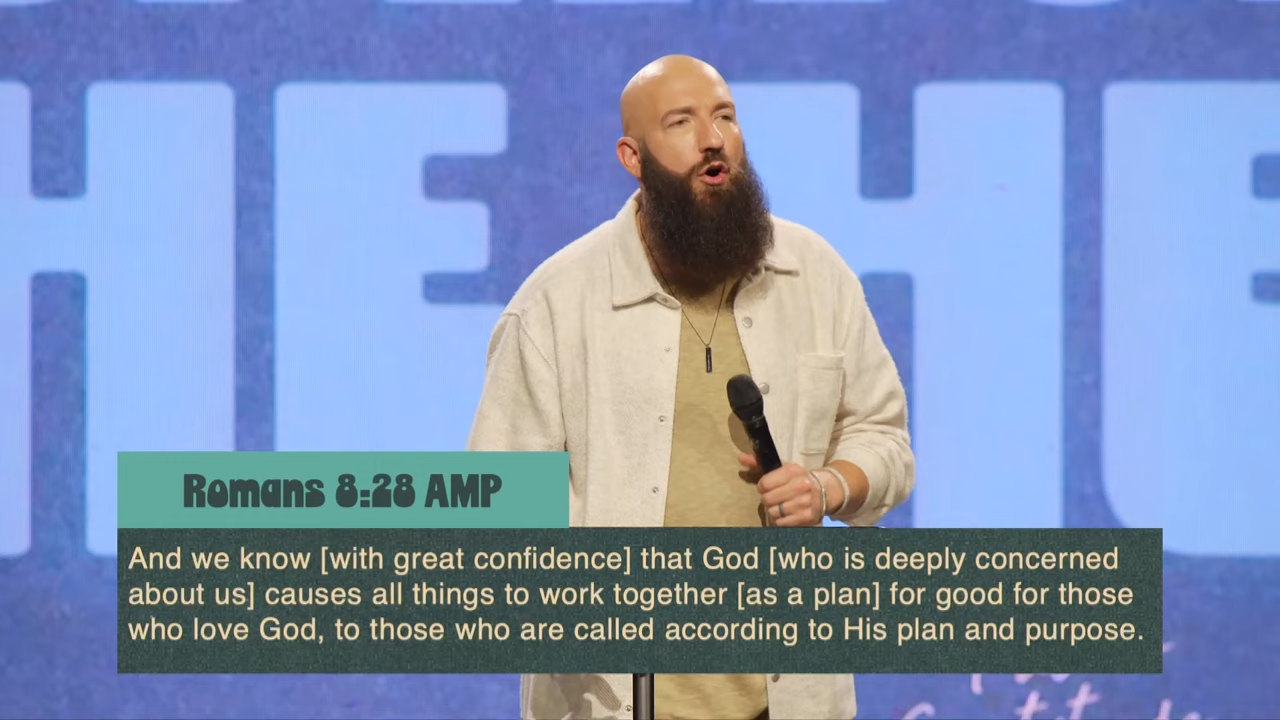 HE HE
Romans 8:28 AMP
And we know [with great confidence] that God [who is deeply concerned
about us] causes all things to work together [as a plan] for good for those
who love God, to those who are called according to His plan and purpose.